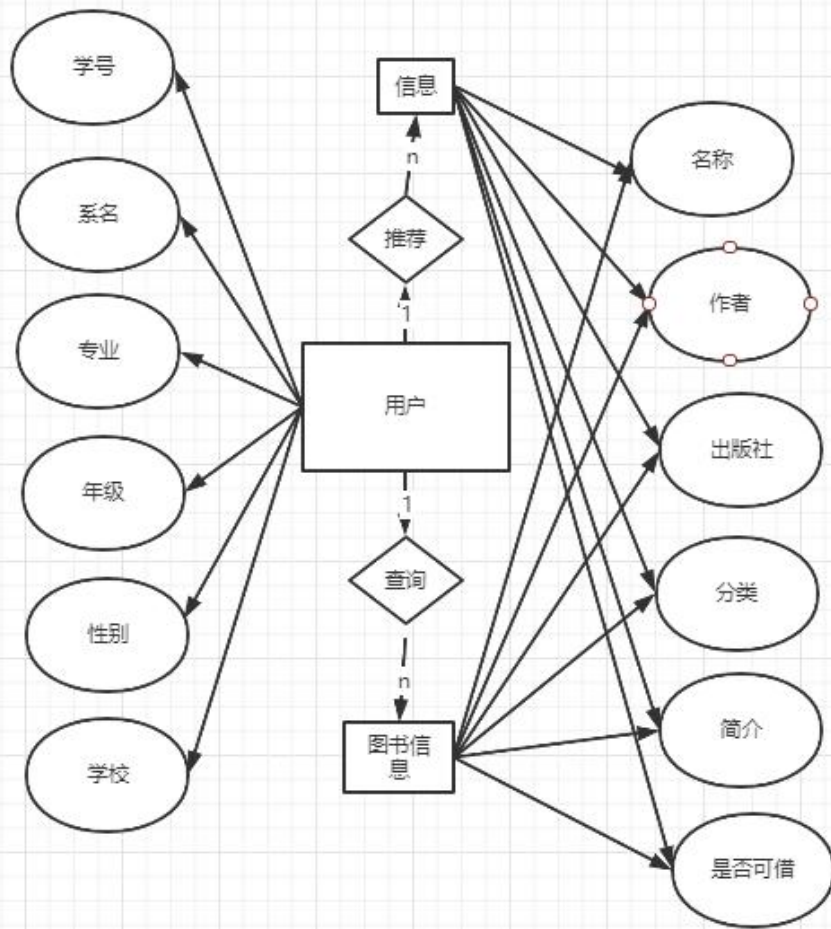 学号
信息
名称
系名
n
推荐
作者
1
专业
用户
出版社
年级
1
查询
分类
性别
n
简介
图书信
息
学校
是否可借